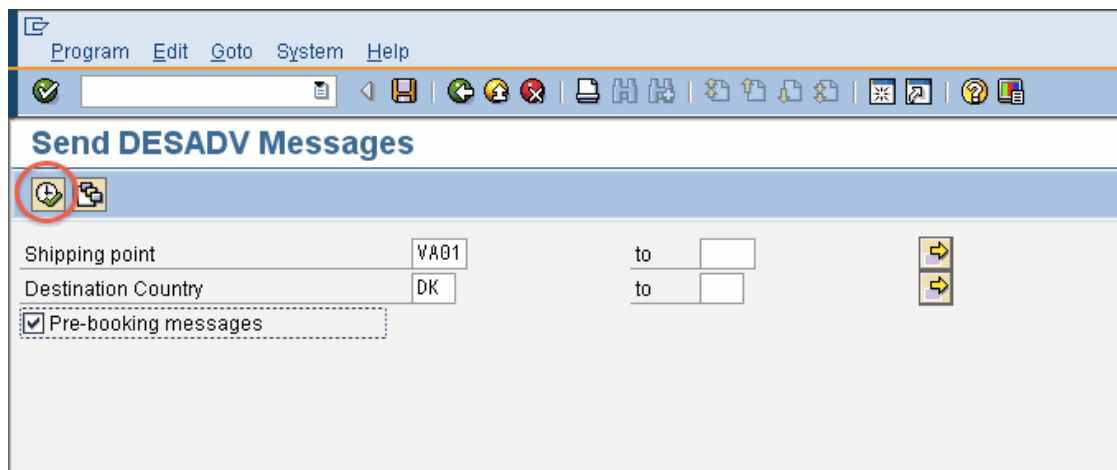 Program Edit Goto System Help
Send DESADV Messages
Shipping point VA01 to
Destination Country DK to
Pre-booking messages